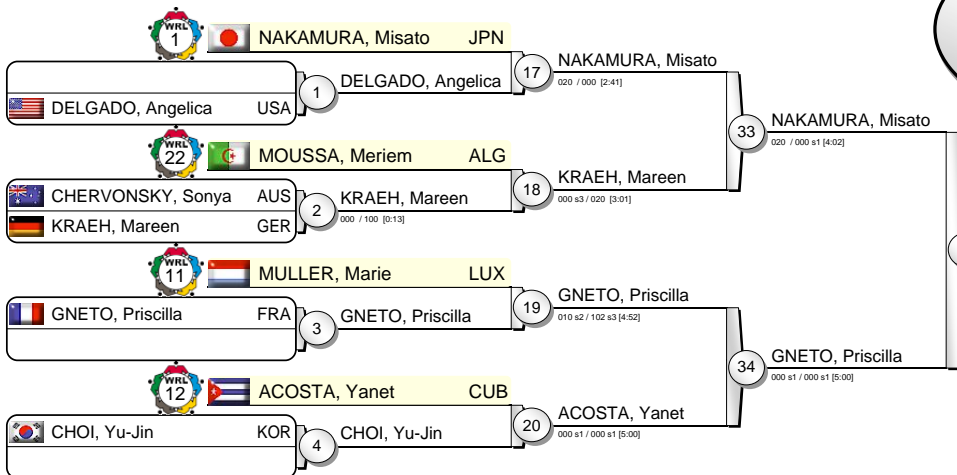 WRL
1
NAKAMURA, Misato JPN
DELGADO, Angelica USA
1
DELGADO, Angelica
17
NAKAMURA, Misato
020 / 000 [2:41]
WRL
22
MOUSSA, Meriem ALG
CHERVONSKY, Sonya AUS
KRAEH, Mareen GER
2
KRAEH, Mareen
000 / 100 [0:13]
18
KRAEH, Mareen
000 s3 / 020 [3:01]
33
NAKAMURA, Misato
020 / 000 s1 [4:02]
WRL
11
MULLER, Marie LUX
GNETO, Priscilla FRA
3
GNETO, Priscilla
19
GNETO, Priscilla
010 s2 / 102 s3 [4:52]
WRL
12
ACOSTA, Yanet CUB
CHOI, Yu-Jin KOR
4
CHOI, Yu-Jin
20
ACOSTA, Yanet
000 s1 / 000 s1 [5:00]
34
GNETO, Priscilla
000 s1 / 000 s1 [5:00]